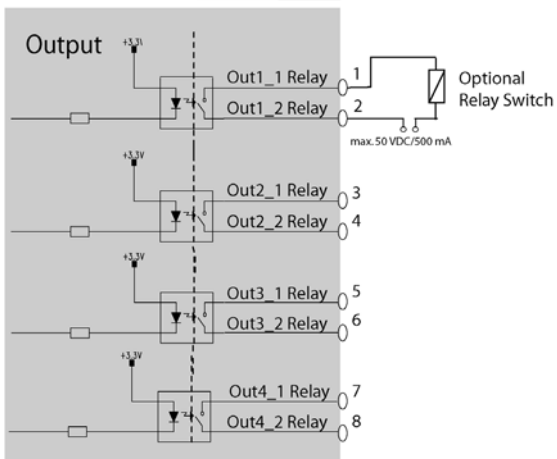 Output
+3.3V
Out1_1 Relay 1
Out1_2 Relay 2
Optional
Relay Switch
max.50 VDC/500 mA
+3.3V
Out2_1 Relay 3
Out2_2 Relay 4
+3.3V
Out3_1 Relay 5
Out3_2 Relay 6
+3.3V
Out4_1 Relay 7
Out4_2 Relay 8